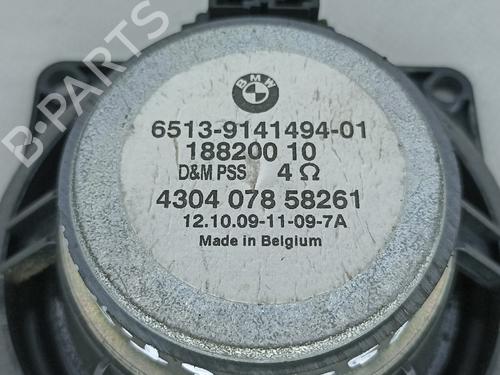 BMW
6513-9141494-01
188200 10
D&M PSS 4 Ω
4304 078 58261
12.10.09-11-09-7A
Made in Belgium
B-PARTS